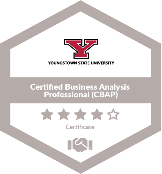 Y
YOUNGSTOWN STATE UNIVERSITY
Certified Business Analysis
Professional (CBAP)
Certificate